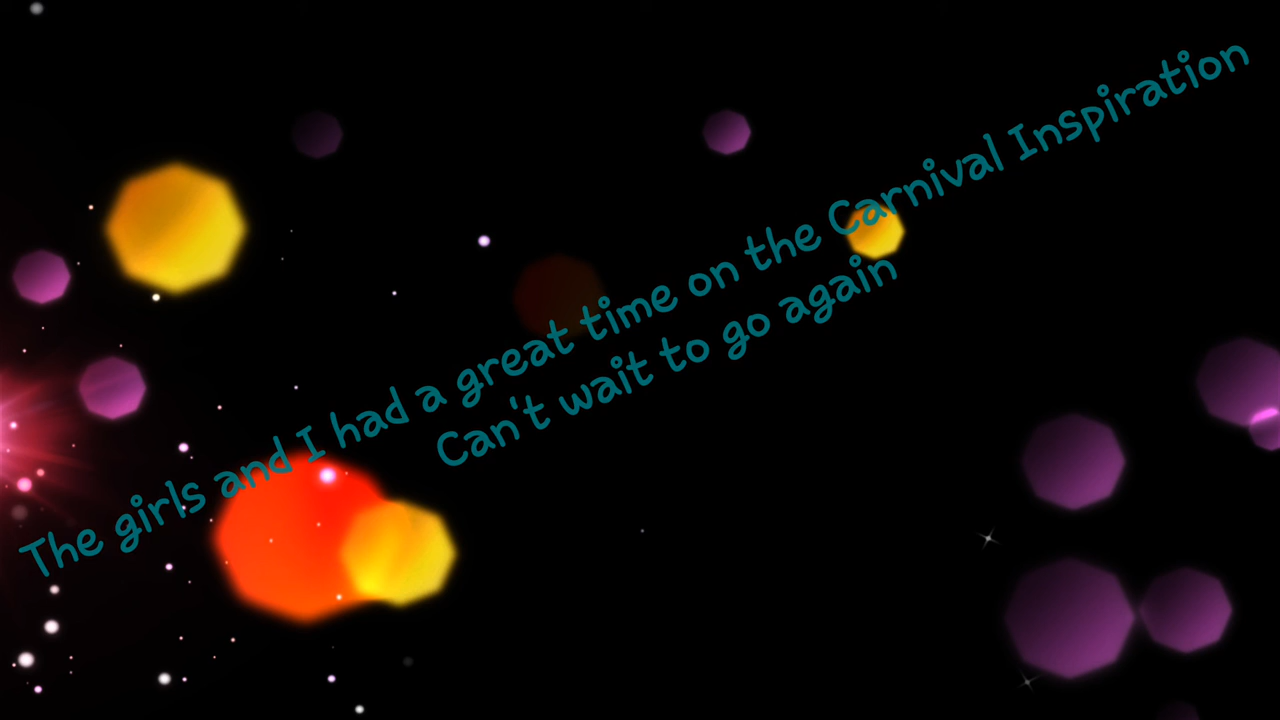 The girls and I had a great time on the Carnival Inspiration
Can't wait to go again